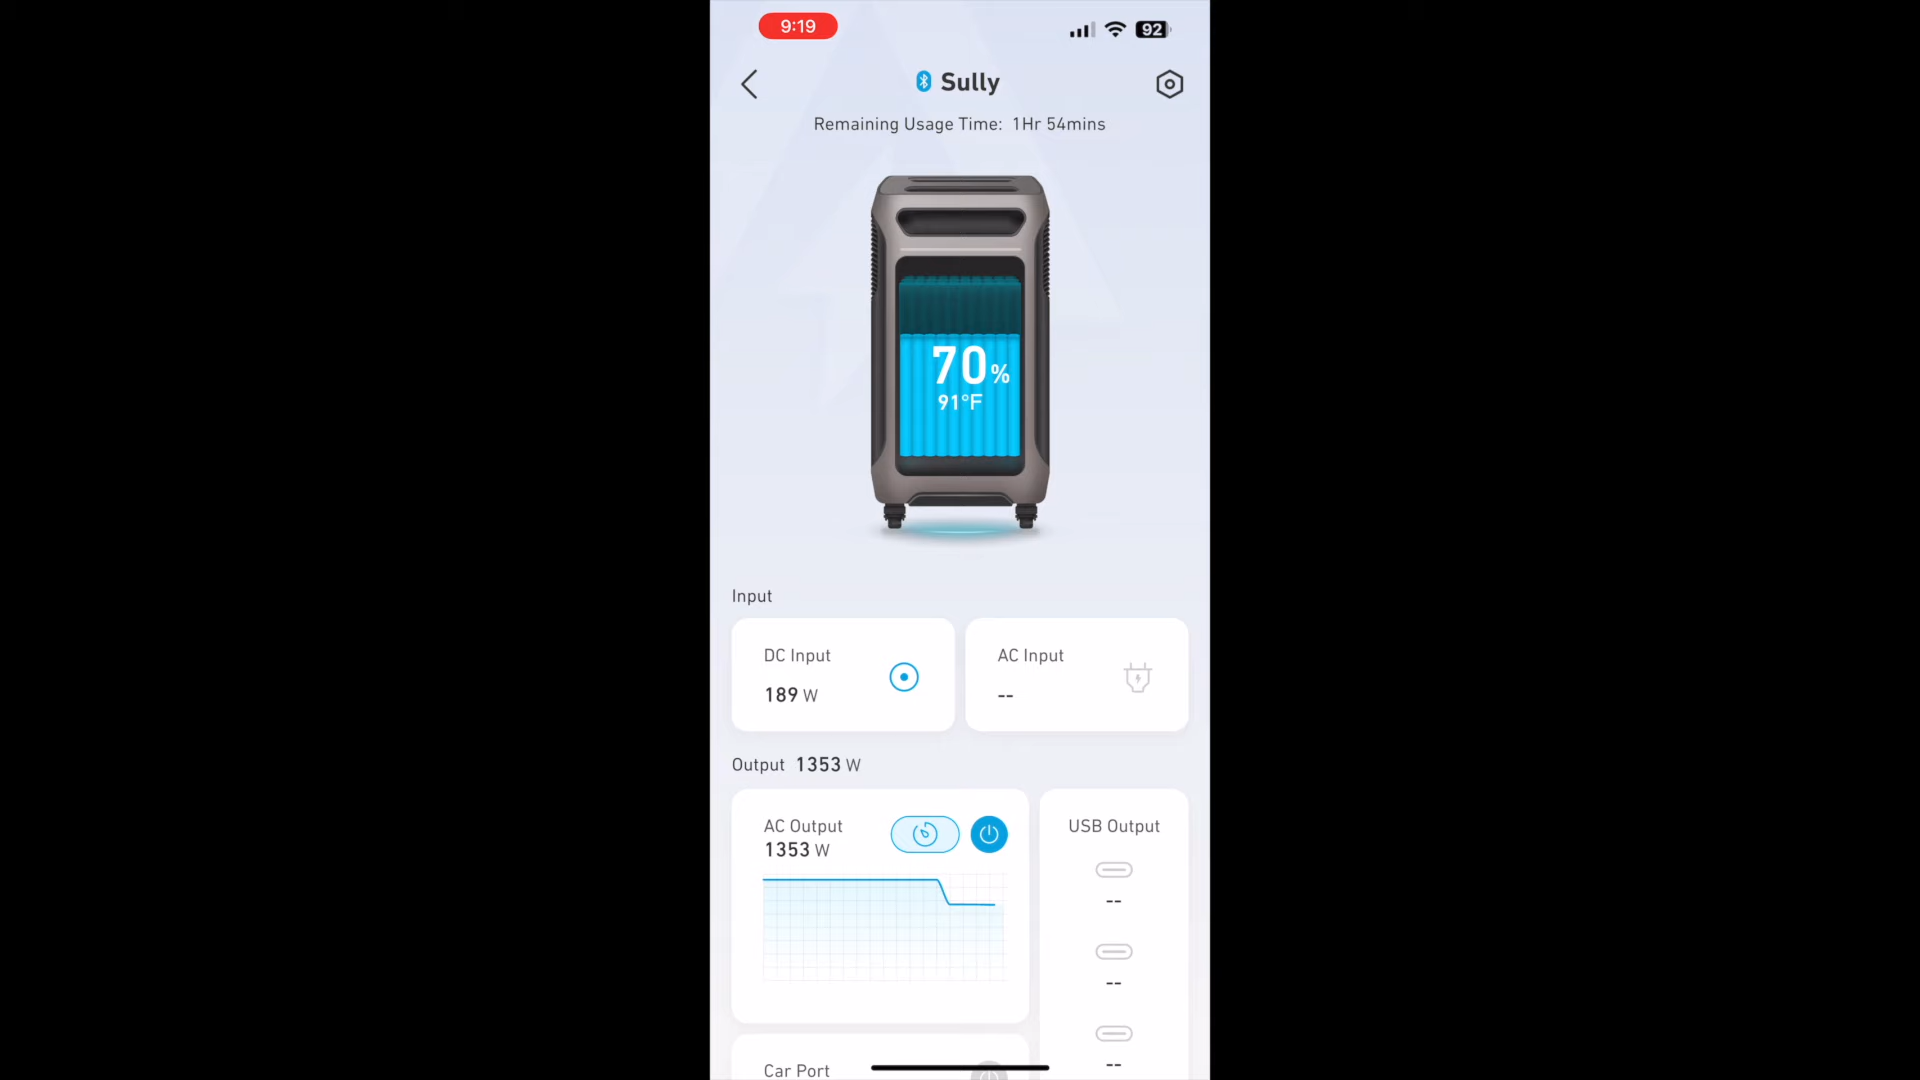 9:19
92
Sully
Remaining Usage Time: 1Hr 54mins
70%
91°F
Input
DC Input
189 W
AC Input
--
Output 1353 W
AC Output
1353 W
USB Output
--
--
--
Car Port